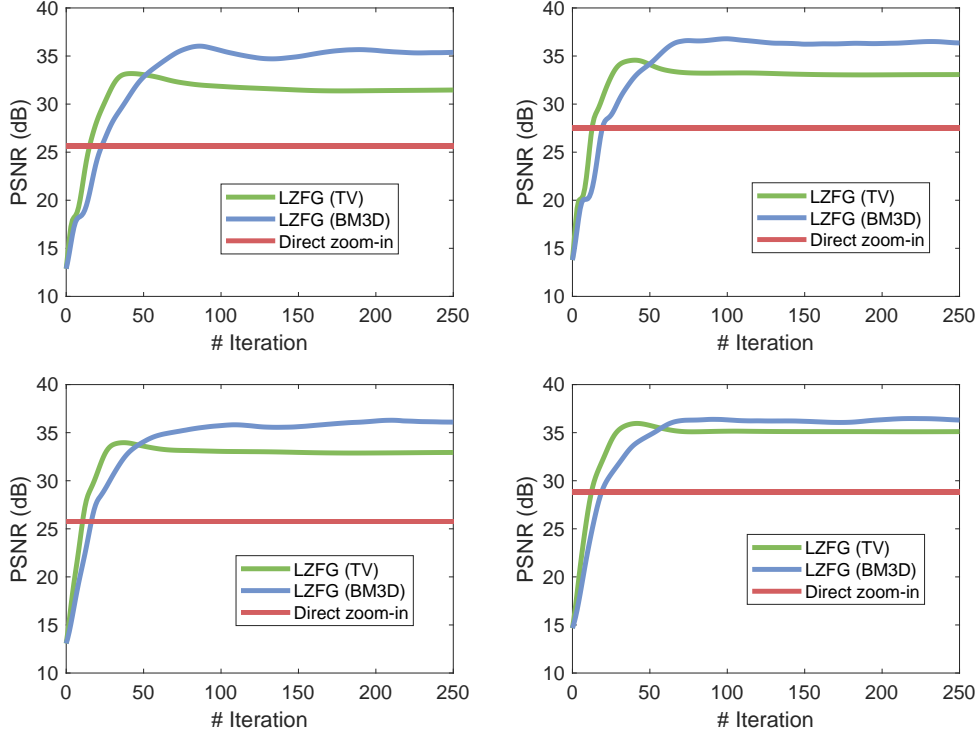 40
35
30
25
20
15
10
PSNR (dB)
LZFG (TV)
LZFG (BM3D)
Direct zoom-in
0 50 100 150 200 250
# Iteration
40
35
30
25
20
15
10
PSNR (dB)
LZFG (TV)
LZFG (BM3D)
Direct zoom-in
0 50 100 150 200 250
# Iteration
40
35
30
25
20
15
10
PSNR (dB)
LZFG (TV)
LZFG (BM3D)
Direct zoom-in
0 50 100 150 200 250
# Iteration
40
35
30
25
20
15
10
PSNR (dB)
LZFG (TV)
LZFG (BM3D)
Direct zoom-in
0 50 100 150 200 250
# Iteration